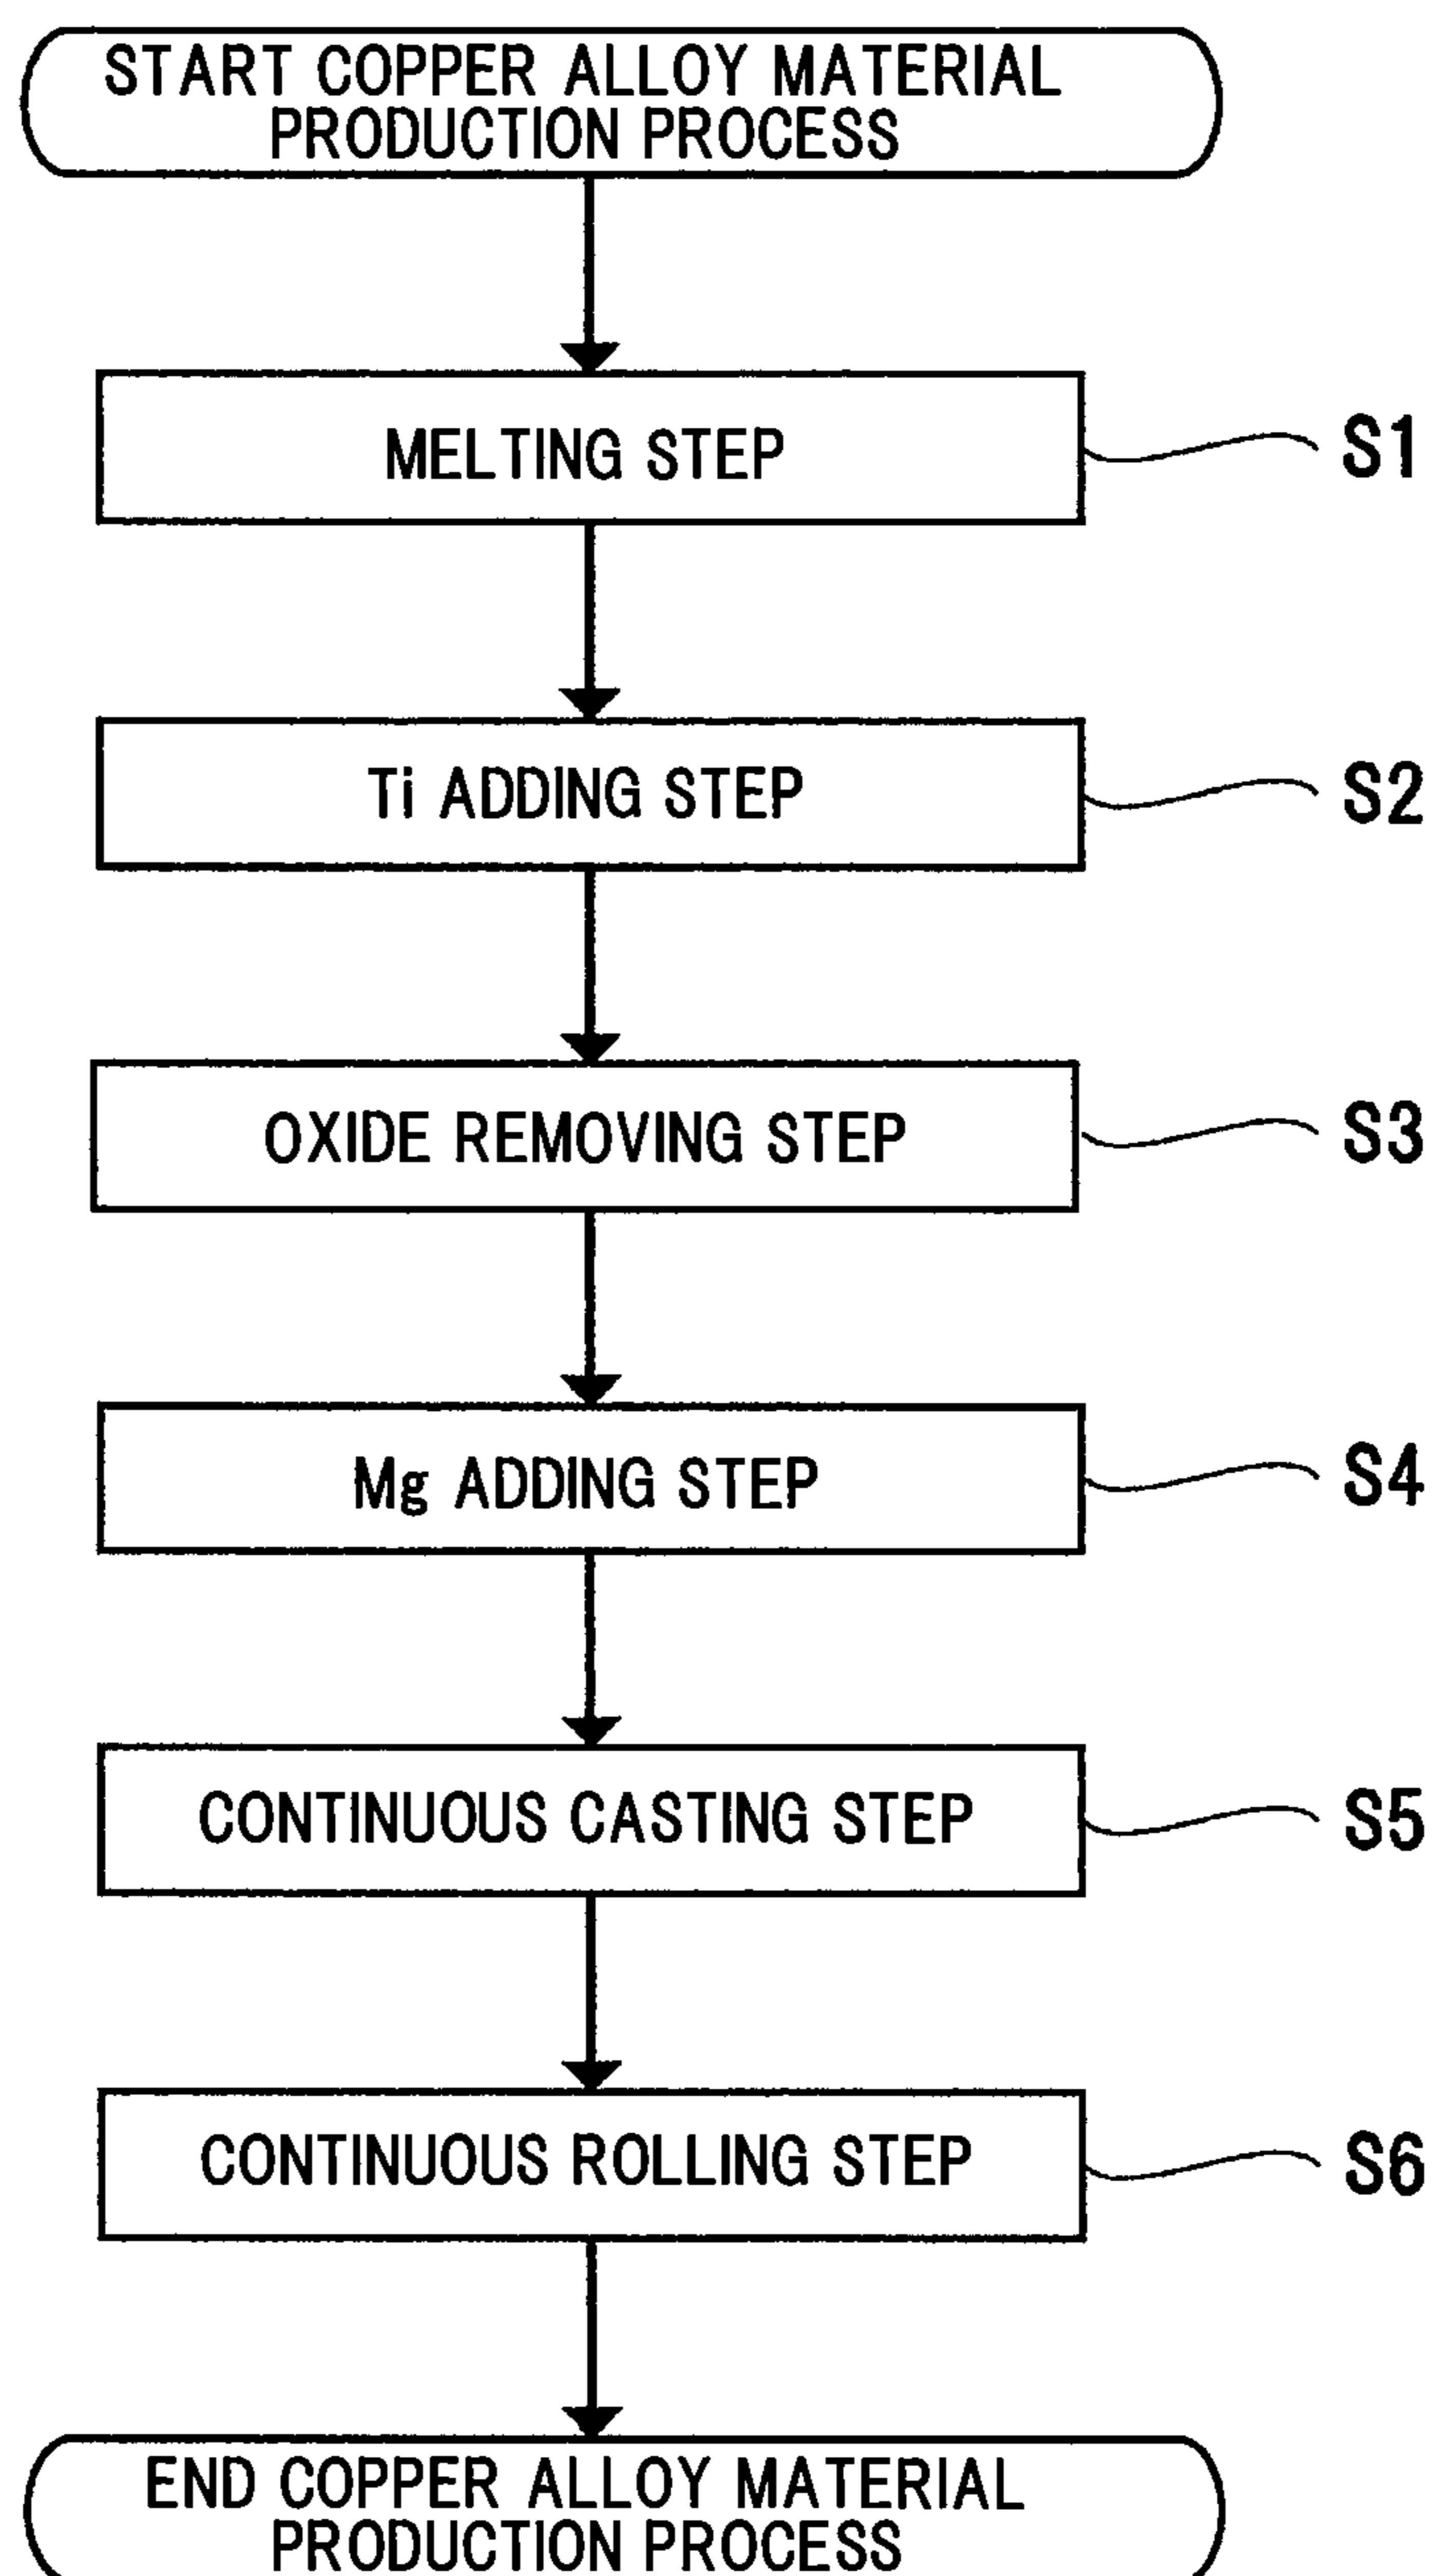 START COPPER ALLOY MATERIAL
PRODUCTION PROCESS
MELTING STEP
S1
Ti ADDING STEP
S2
OXIDE REMOVING STEP
S3
Mg ADDING STEP
S4
CONTINUOUS CASTING STEP
S5
CONTINUOUS ROLLING STEP
S6
END COPPER ALLOY MATERIAL
PRODUCTION PROCESS